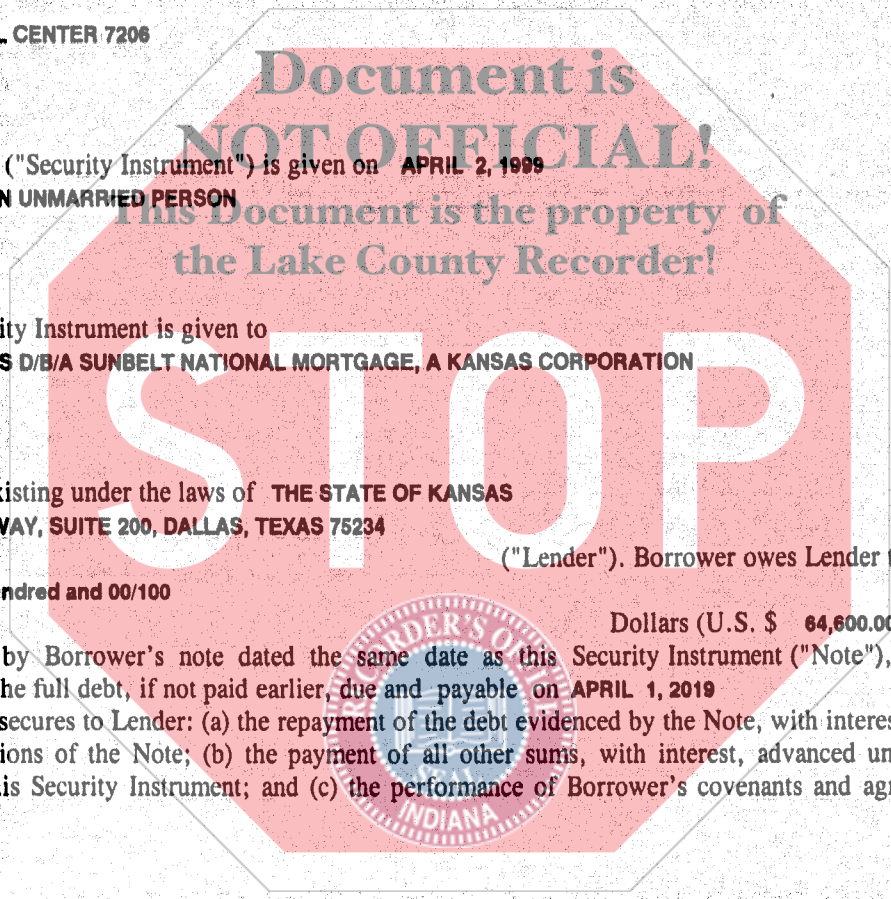 L CENTER 7206
Document is
NOT OFFICIAL!
("Security Instrument") is given on APRIL 2, 1999
N UNMARRIED PERSON
This Document is the property of
the Lake County Recorder!
ity Instrument is given to
S D/B/A SUNBELT NATIONAL MORTGAGE, A KANSAS CORPORATION
STOP
xisting under the laws of THE STATE OF KANSAS
WAY, SUITE 200, DALLAS, TEXAS 75234
("Lender"). Borrower owes Lender
ndred and 00/100
Dollars (U.S. $ 64,600.00
by Borrower's note dated the same date as this Security Instrument ("Note"),
he full debt, if not paid earlier, due and payable on APRIL 1, 2019
secures to Lender: (a) the repayment of the debt evidenced by the Note, with interes
ions of the Note; (b) the payment of all other sums, with interest, advanced un
is Security Instrument; and (c) the performance of Borrower's covenants and agr
RECORDER'S OF
SEAL
INDIANA